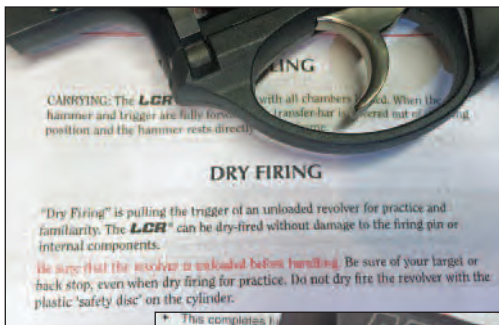 LING
CARRYING: The LCR with all chambers When the
hammer and trigger are fully transfer-bar is out of
position and the hammer rests directly
DRY FIRING
"Dry Firing" is pulling the trigger of an unloaded revolver for practice and
familiarity. The LCR® can be dry-fired without damage to the firing pin or
internal components.
Be sure that the revolver is unloaded before handling. Be sure of your target or
back stop, even when dry firing for practice. Do not dry fire the revolver with the
plastic 'safety disc' on the cylinder.
This completes